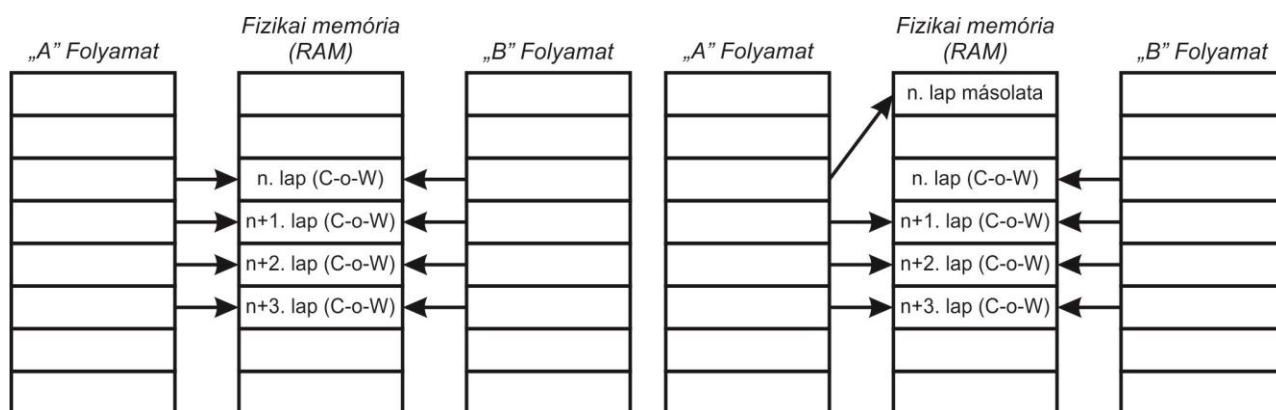 „A” Folyamat
Fizikai memória
(RAM)
„B” Folyamat
n. lap (C-o-W)
n+1. lap (C-o-W)
n+2. lap (C-o-W)
n+3. lap (C-o-W)
„A” Folyamat
Fizikai memória
(RAM)
„B” Folyamat
n. lap másolata
n. lap (C-o-W)
n+1. lap (C-o-W)
n+2. lap (C-o-W)
n+3. lap (C-o-W)